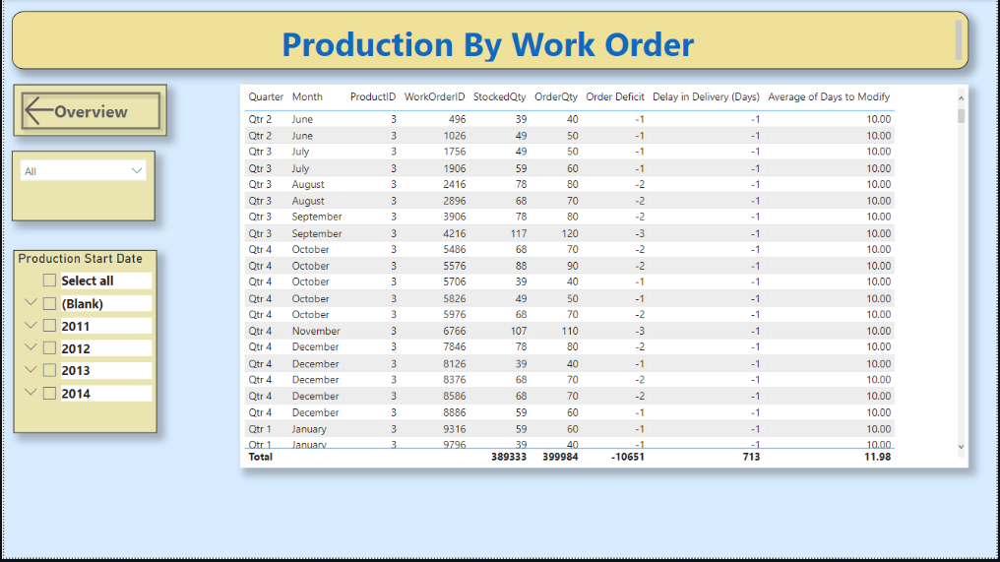 Production By Work Order
Overview
All
Production Start Date
Select all
(Blank)
2011
2012
2013
2014
Quarter Month ProductID WorkOrderID StockedQty OrderQty Order Deficit Delay in Delivery (Days) Average of Days to Modify
Qtr 2 June 3 496 39 40 -1 -1 10.00
Qtr 2 June 3 1026 49 50 -1 -1 10.00
Qtr 3 July 3 1756 49 50 -1 -1 10.00
Qtr 3 July 3 1906 59 60 -1 -1 10.00
Qtr 3 August 3 2416 78 80 -2 -1 10.00
Qtr 3 August 3 2896 68 70 -2 -1 10.00
Qtr 3 September 3 3906 78 80 -2 -1 10.00
Qtr 3 September 3 4216 117 120 -3 -1 10.00
Qtr 4 October 3 5486 68 70 -2 -1 10.00
Qtr 4 October 3 5576 88 90 -2 -1 10.00
Qtr 4 October 3 5706 39 40 -1 -1 10.00
Qtr 4 October 3 5826 49 50 -1 -1 10.00
Qtr 4 October 3 5976 68 70 -2 -1 10.00
Qtr 4 November 3 6766 107 110 -3 -1 10.00
Qtr 4 December 3 7846 78 80 -2 -1 10.00
Qtr 4 December 3 8126 39 40 -1 -1 10.00
Qtr 4 December 3 8376 68 70 -2 -1 10.00
Qtr 4 December 3 8586 68 70 -2 -1 10.00
Qtr 4 December 3 8886 59 60 -1 -1 10.00
Qtr 1 January 3 9316 59 60 -1 -1 10.00
Qtr 1 January 3 9796 39 40 -1 -1 10.00
Total 389333 399984 -10651 713 11.98